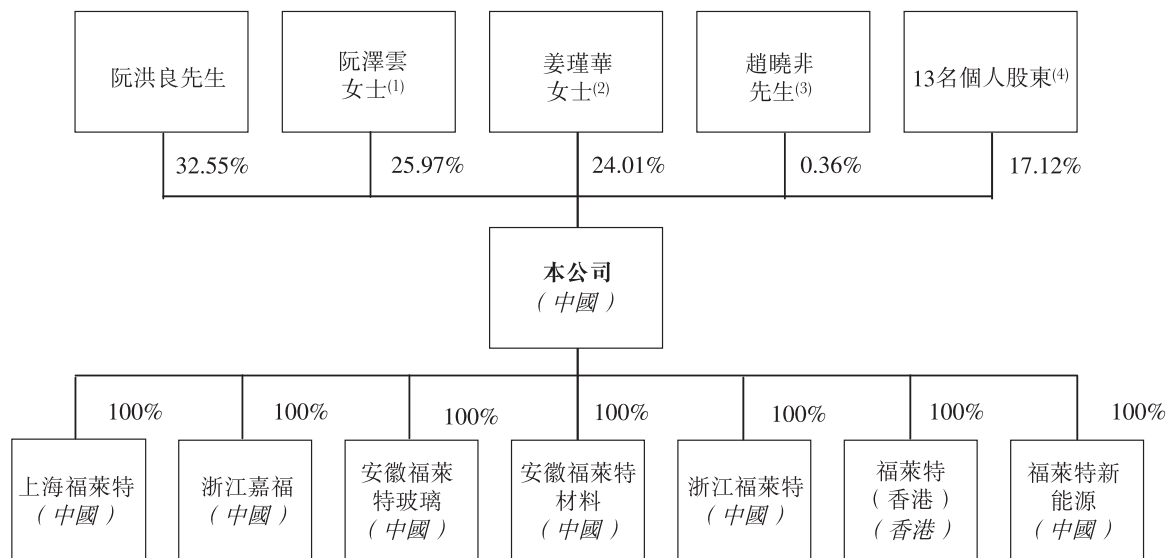 阮洪良先生
阮澤雲
女士(1)
姜瑾華
女士(2)
趙曉非
先生(3)
13名個人股東(4)
32.55%
25.97%
24.01%
0.36%
17.12%
本公司
（中國）
100%
100%
100%
100%
100%
100%
100%
上海福萊特
（中國）
浙江嘉福
（中國）
安徽福萊
特玻璃
（中國）
安徽福萊特
材料
（中國）
浙江福萊特
（中國）
福萊特
（香港）
（香港）
福萊特新
能源
（中國）